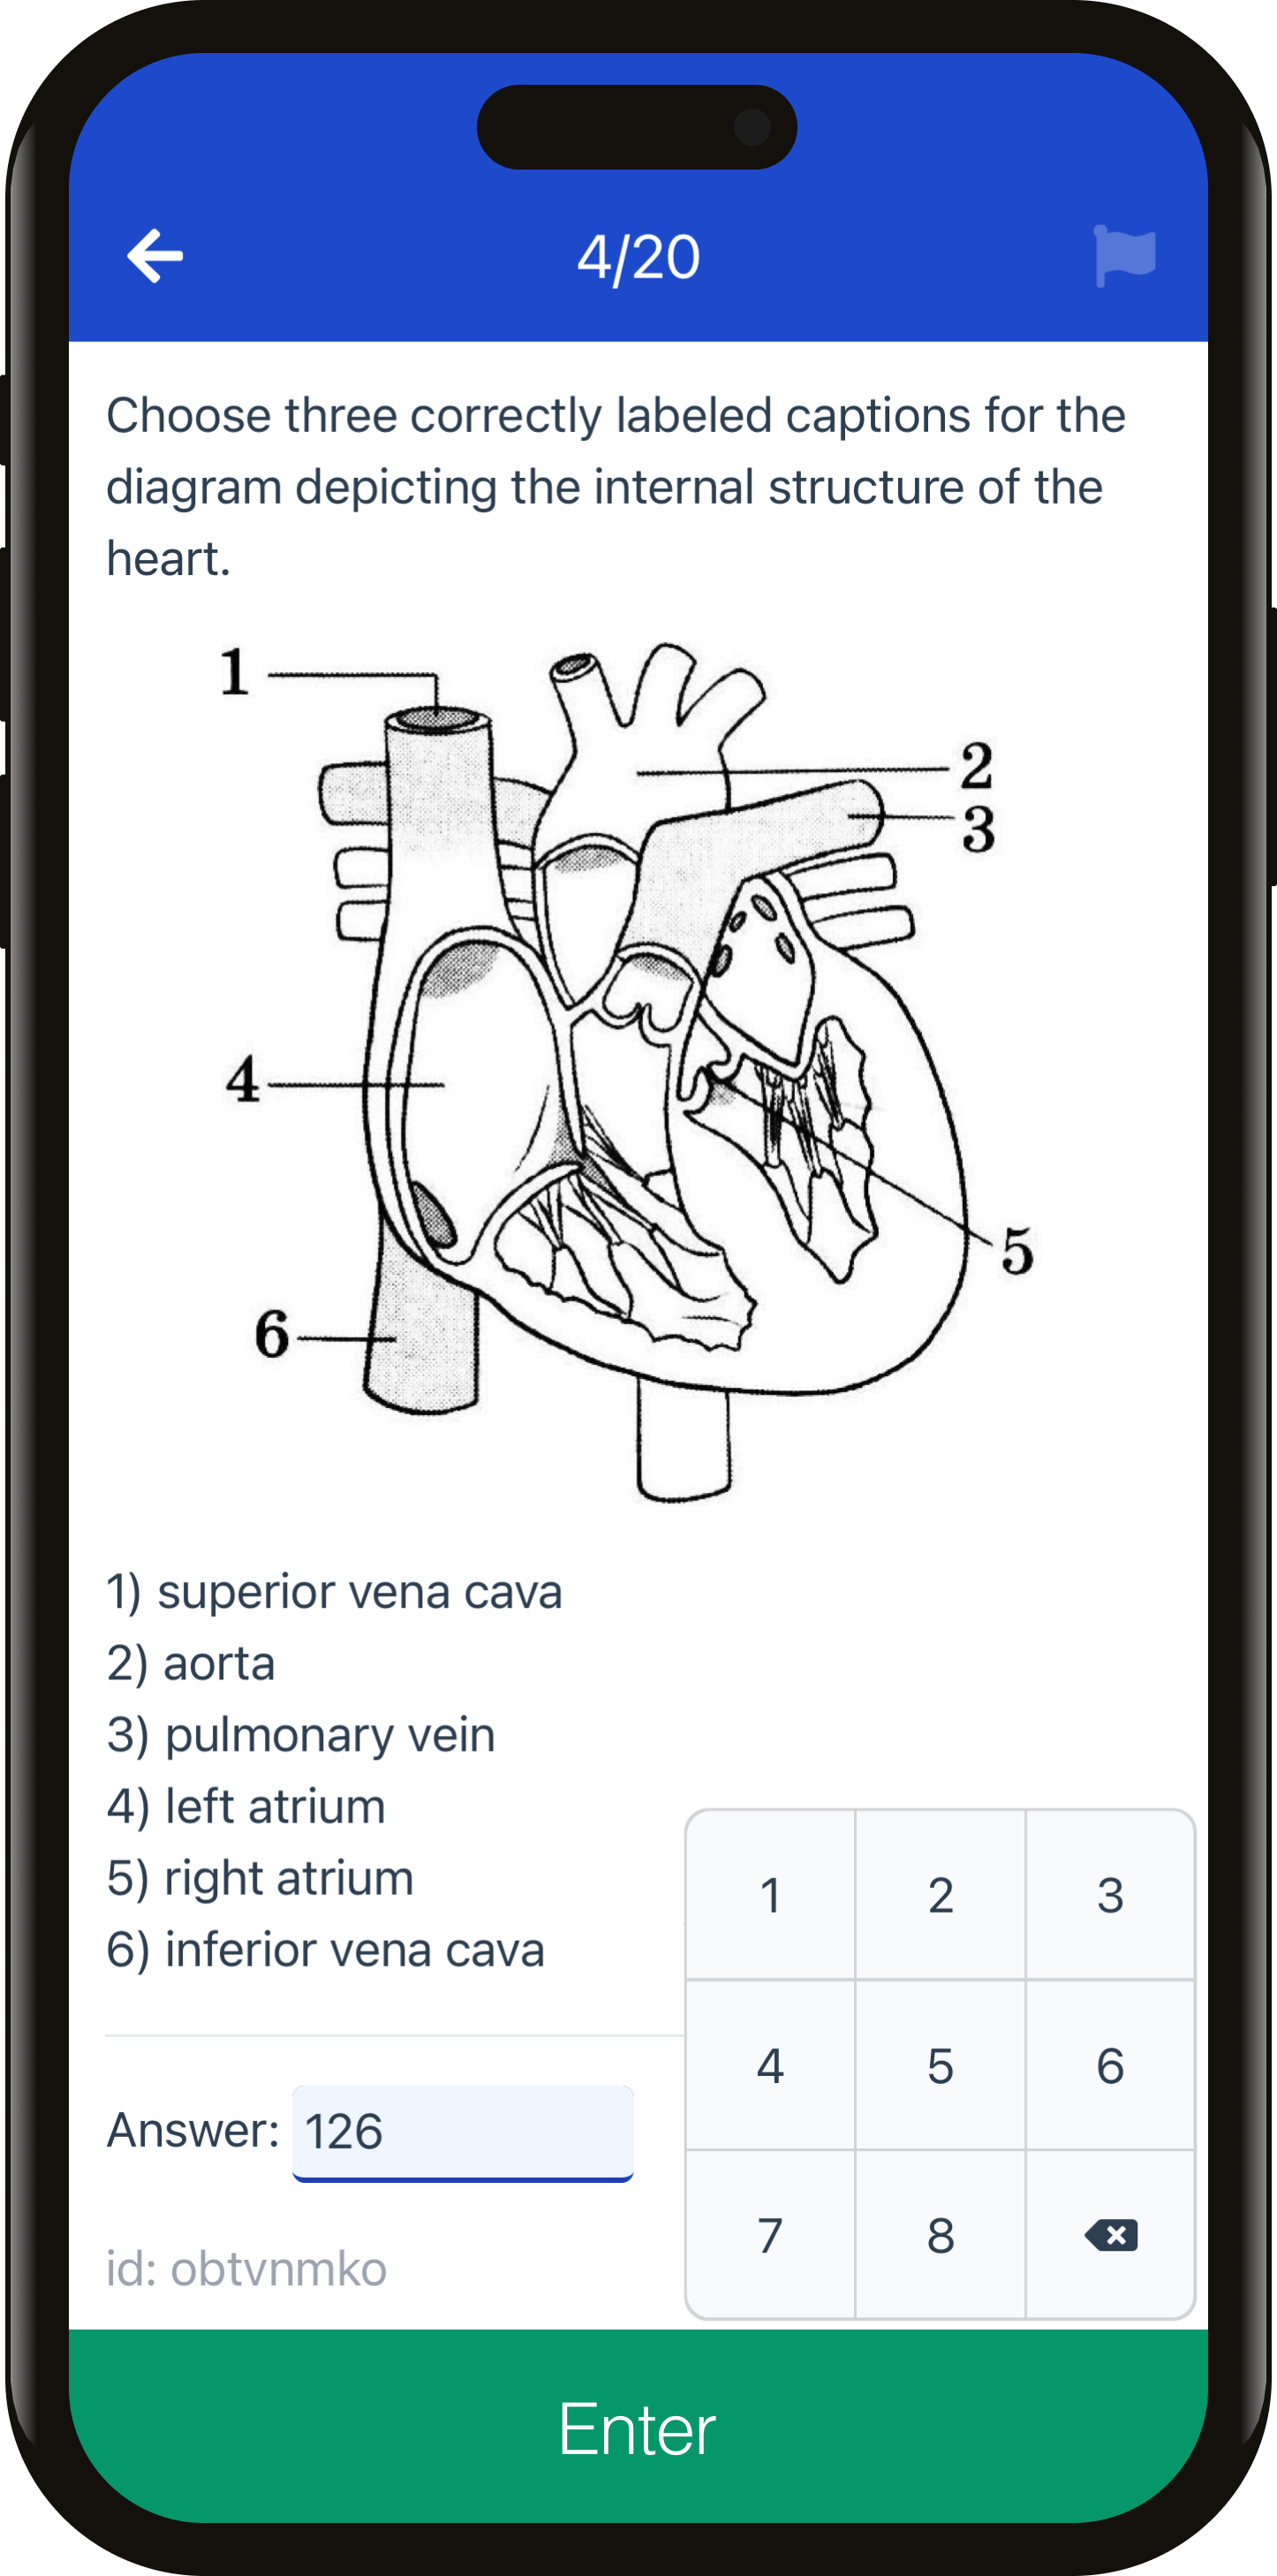 4/20
Choose three correctly labeled captions for the
diagram depicting the internal structure of the
heart.
1
2
3
4
5
6
1) superior vena cava
2) aorta
3) pulmonary vein
4) left atrium
5) right atrium
6) inferior vena cava
Answer: 126
id: obtvnmko
1 2 3
4 5 6
7 8
Enter